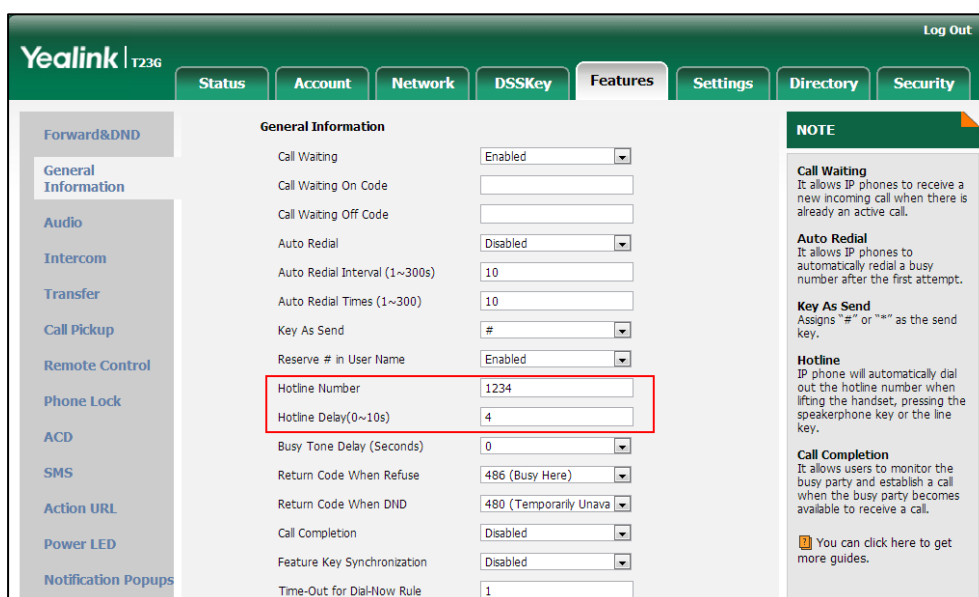 Log Out
Yealink T23G
Status Account Network DSSKey Features Settings Directory Security
Forward&DND
General
Information
Audio
Intercom
Transfer
Call Pickup
Remote Control
Phone Lock
ACD
SMS
Action URL
Power LED
Notification Popups
General Information
Call Waiting Enabled
Call Waiting On Code
Call Waiting Off Code
Auto Redial Disabled
Auto Redial Interval (1~300s) 10
Auto Redial Times (1~300) 10
Key As Send #
Reserve # in User Name Enabled
Hotline Number 1234
Hotline Delay(0~10s) 4
Busy Tone Delay (Seconds) 0
Return Code When Refuse 486 (Busy Here)
Return Code When DND 480 (Temporarily Unava
Call Completion Disabled
Feature Key Synchronization Disabled
Time-Out for Dial-Now Rule 1
NOTE
Call Waiting
It allows IP phones to receive a
new incoming call when there is
already an active call.
Auto Redial
It allows IP phones to
automatically redial a busy
number after the first attempt.
Key As Send
Assigns "#" or "*" as the send
key.
Hotline
IP phone will automatically dial
out the hotline number when
lifting the handset, pressing the
speakerphone key or the line
key.
Call Completion
It allows users to monitor the
busy party and establish a call
when the busy party becomes
available to receive a call.
? You can click here to get
more guides.